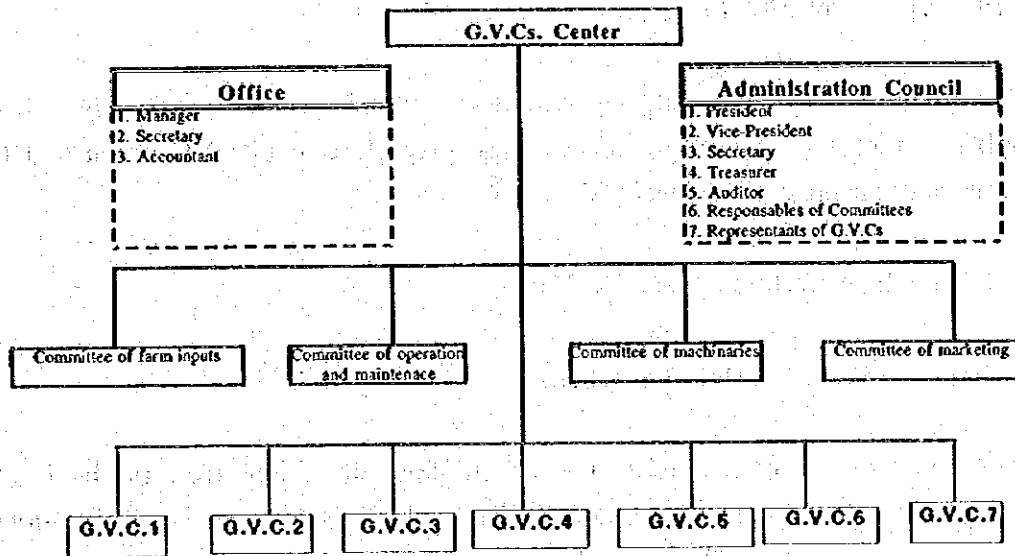 G.V.Cs. Center
Office
1. Manager
2. Secretary
3. Accountant
Administration Council
1. President
2. Vice-President
3. Secretary
4. Treasurer
5. Auditor
6. Responsables of Committees
7. Representants of G.V.Cs
Committee of farm inputs
Committee of operation
and maintenace
Committee of machinaries
Committee of marketing
G.V.C.1
G.V.C.2
G.V.C.3
G.V.C.4
G.V.C.5
G.V.C.6
G.V.C.7